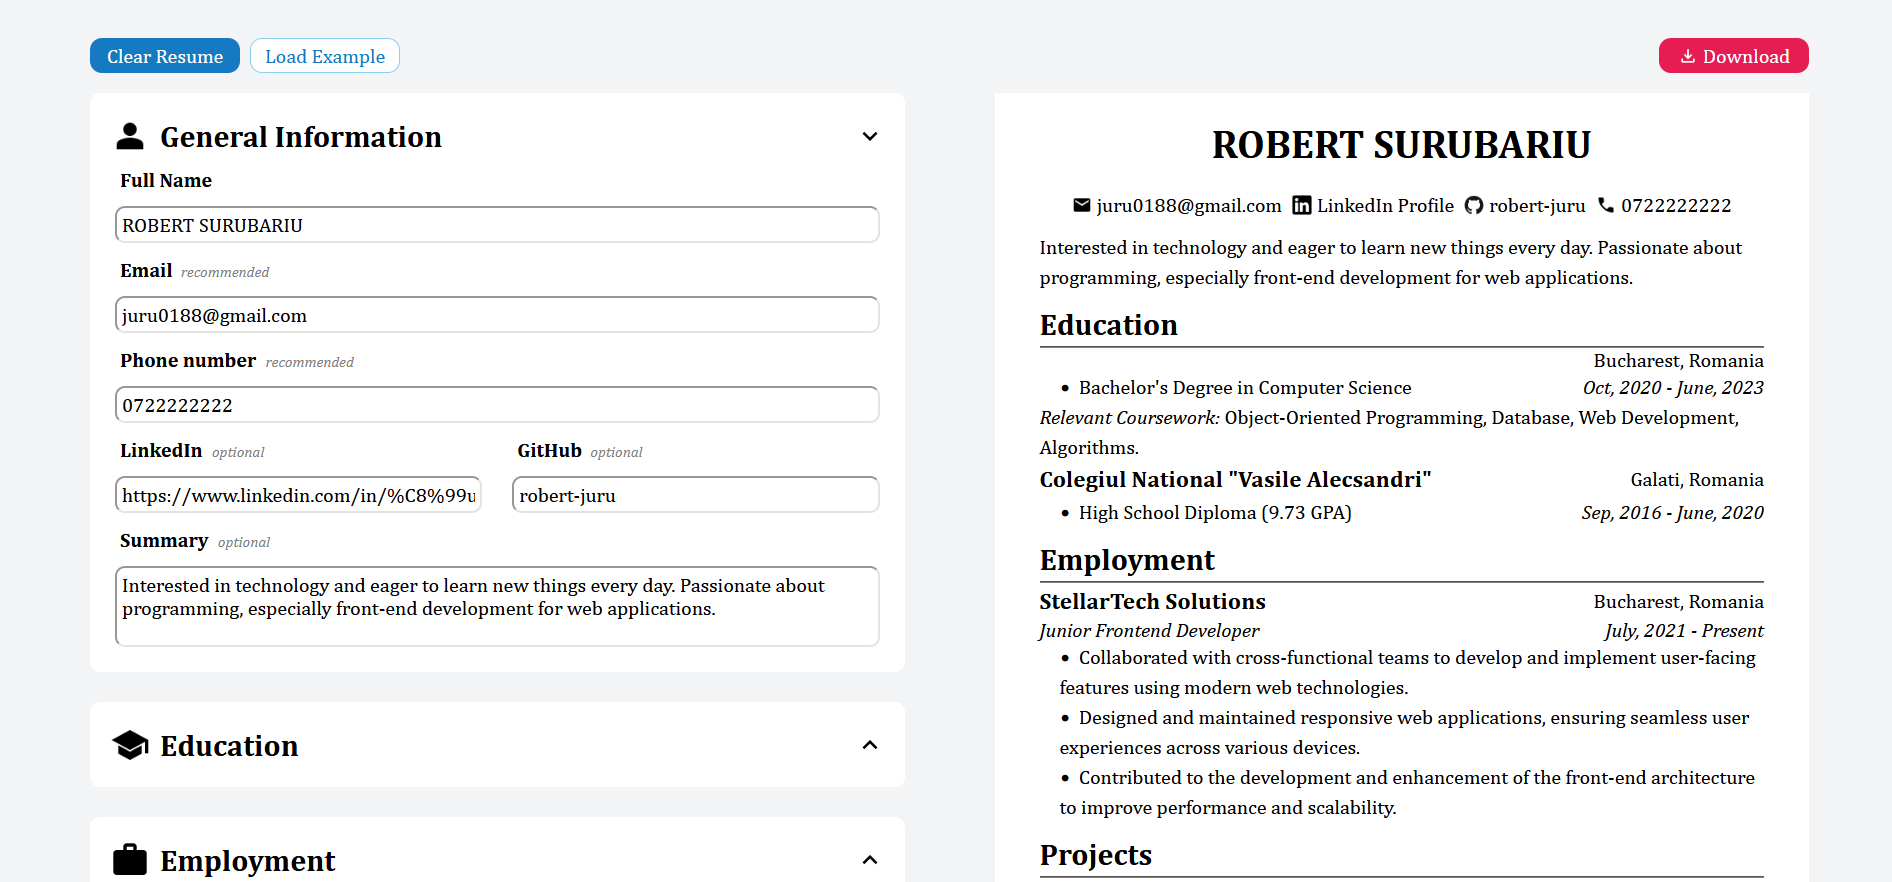 Clear Resume
Load Example
Download
General Information
Full Name
ROBERT SURUBARIU
Email recommended
juru0188@gmail.com
Phone number recommended
0722222222
LinkedIn optional
GitHub optional
https://www.linkedin.com/in/%C8%99u
robert-juru
Summary optional
Interested in technology and eager to learn new things every day. Passionate about
programming, especially front-end development for web applications.
Education
Employment
ROBERT SURUBARIU
juru0188@gmail.com LinkedIn Profile robert-juru 0722222222
Interested in technology and eager to learn new things every day. Passionate about
programming, especially front-end development for web applications.
Education
Bucharest, Romania
• Bachelor's Degree in Computer Science Oct, 2020 - June, 2023
Relevant Coursework: Object-Oriented Programming, Database, Web Development,
Algorithms.
Colegiul National "Vasile Alecsandri" Galati, Romania
• High School Diploma (9.73 GPA) Sep, 2016 - June, 2020
Employment
StellarTech Solutions Bucharest, Romania
Junior Frontend Developer July, 2021 - Present
• Collaborated with cross-functional teams to develop and implement user-facing
features using modern web technologies.
• Designed and maintained responsive web applications, ensuring seamless user
experiences across various devices.
• Contributed to the development and enhancement of the front-end architecture
to improve performance and scalability.
Projects